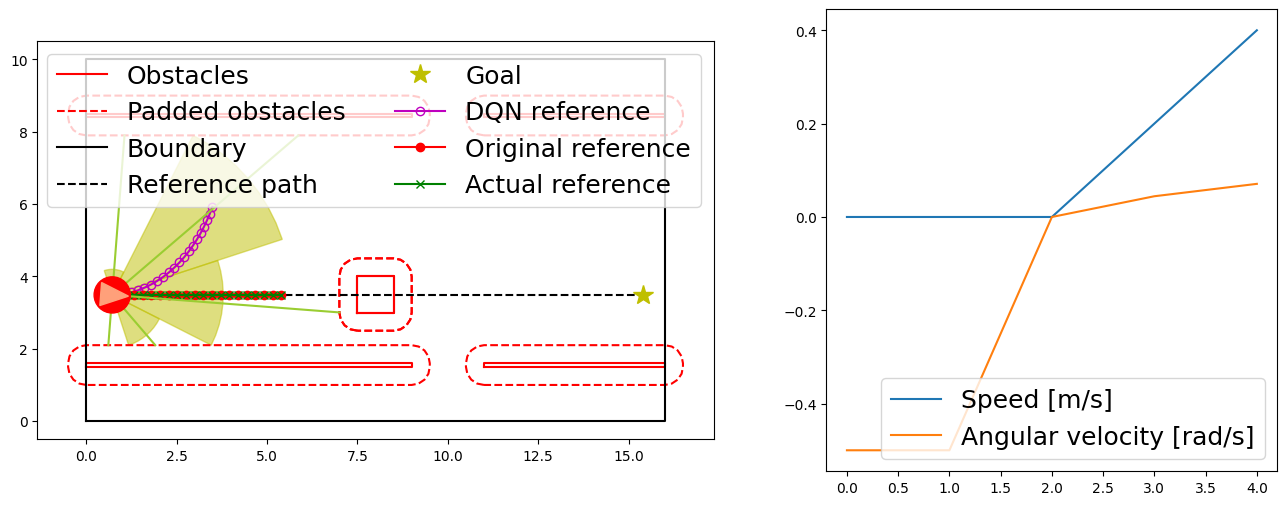 10
8
6
4
2
0
0.0 2.5 5.0 7.5 10.0 12.5 15.0
Obstacles
Padded obstacles
Boundary
Reference path
Goal
DQN reference
Original reference
Actual reference
0.4
0.2
0.0
−0.2
−0.4
0.0 0.5 1.0 1.5 2.0 2.5 3.0 3.5 4.0
Speed [m/s]
Angular velocity [rad/s]